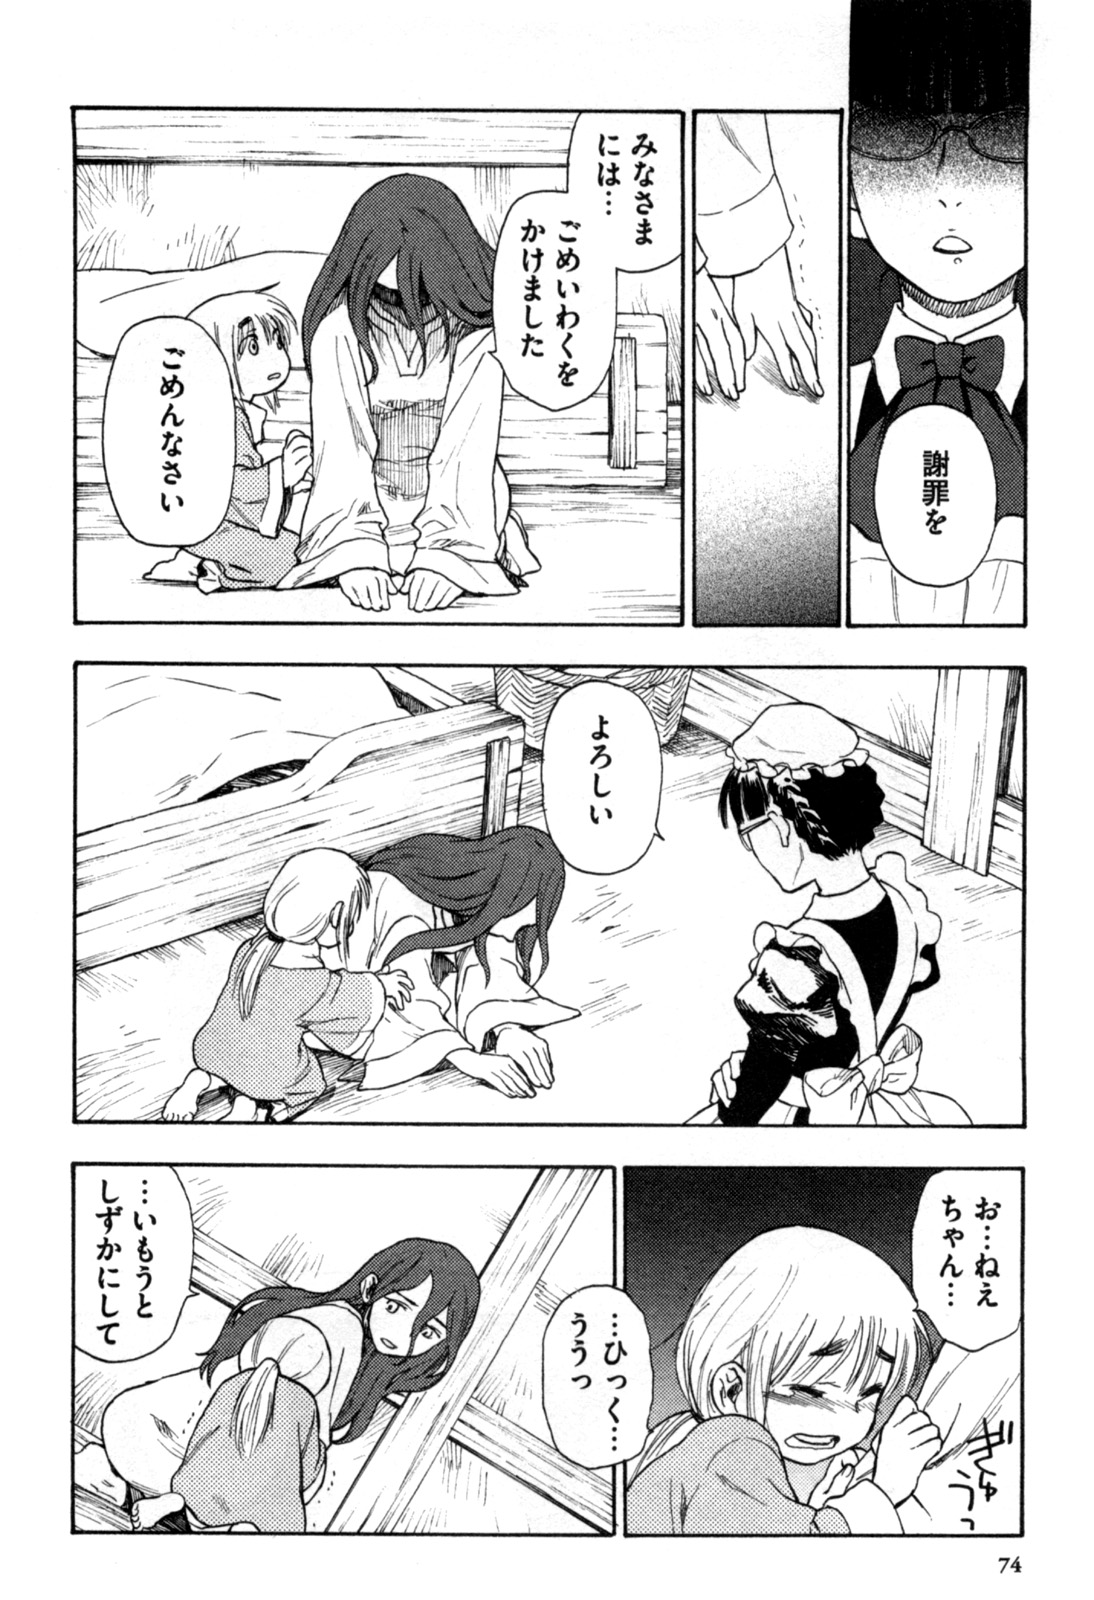 謝罪を
みなさま
には…
ごめいわくを
かけました
ごめんなさい
よろしい
お…ねえ
ちゃん…
ぎゅうっ
…ひっく…
ううっ
…いもうと
しずかにして
74